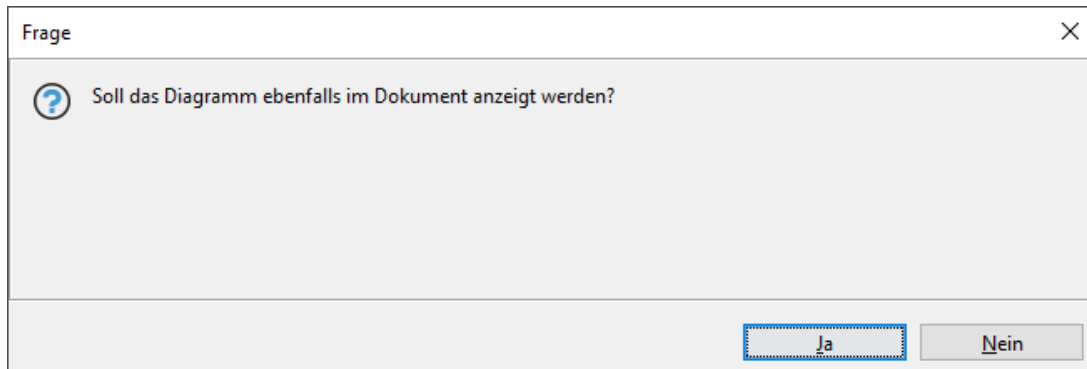 Frage
Soll das Diagramm ebenfalls im Dokument anzeigt werden?
Ja
Nein